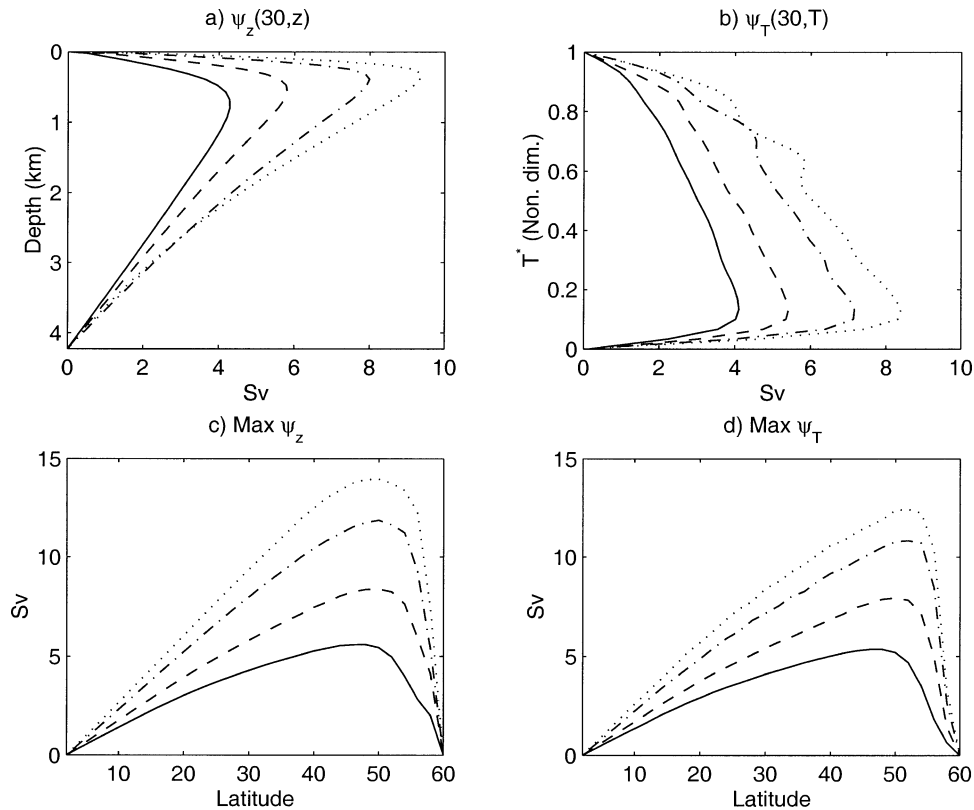 a) ψz(30,z)
0
1
2
3
4
Depth (km)
0 2 4 6 8 10
Sv
b) ψT(30,T)
1
0.8
0.6
0.4
0.2
0
T* (Non. dim.)
0 2 4 6 8 10
Sv
c) Max ψz
15
10
5
0
Sv
10 20 30 40 50 60
Latitude
d) Max ψT
15
10
5
0
Sv
10 20 30 40 50 60
Latitude